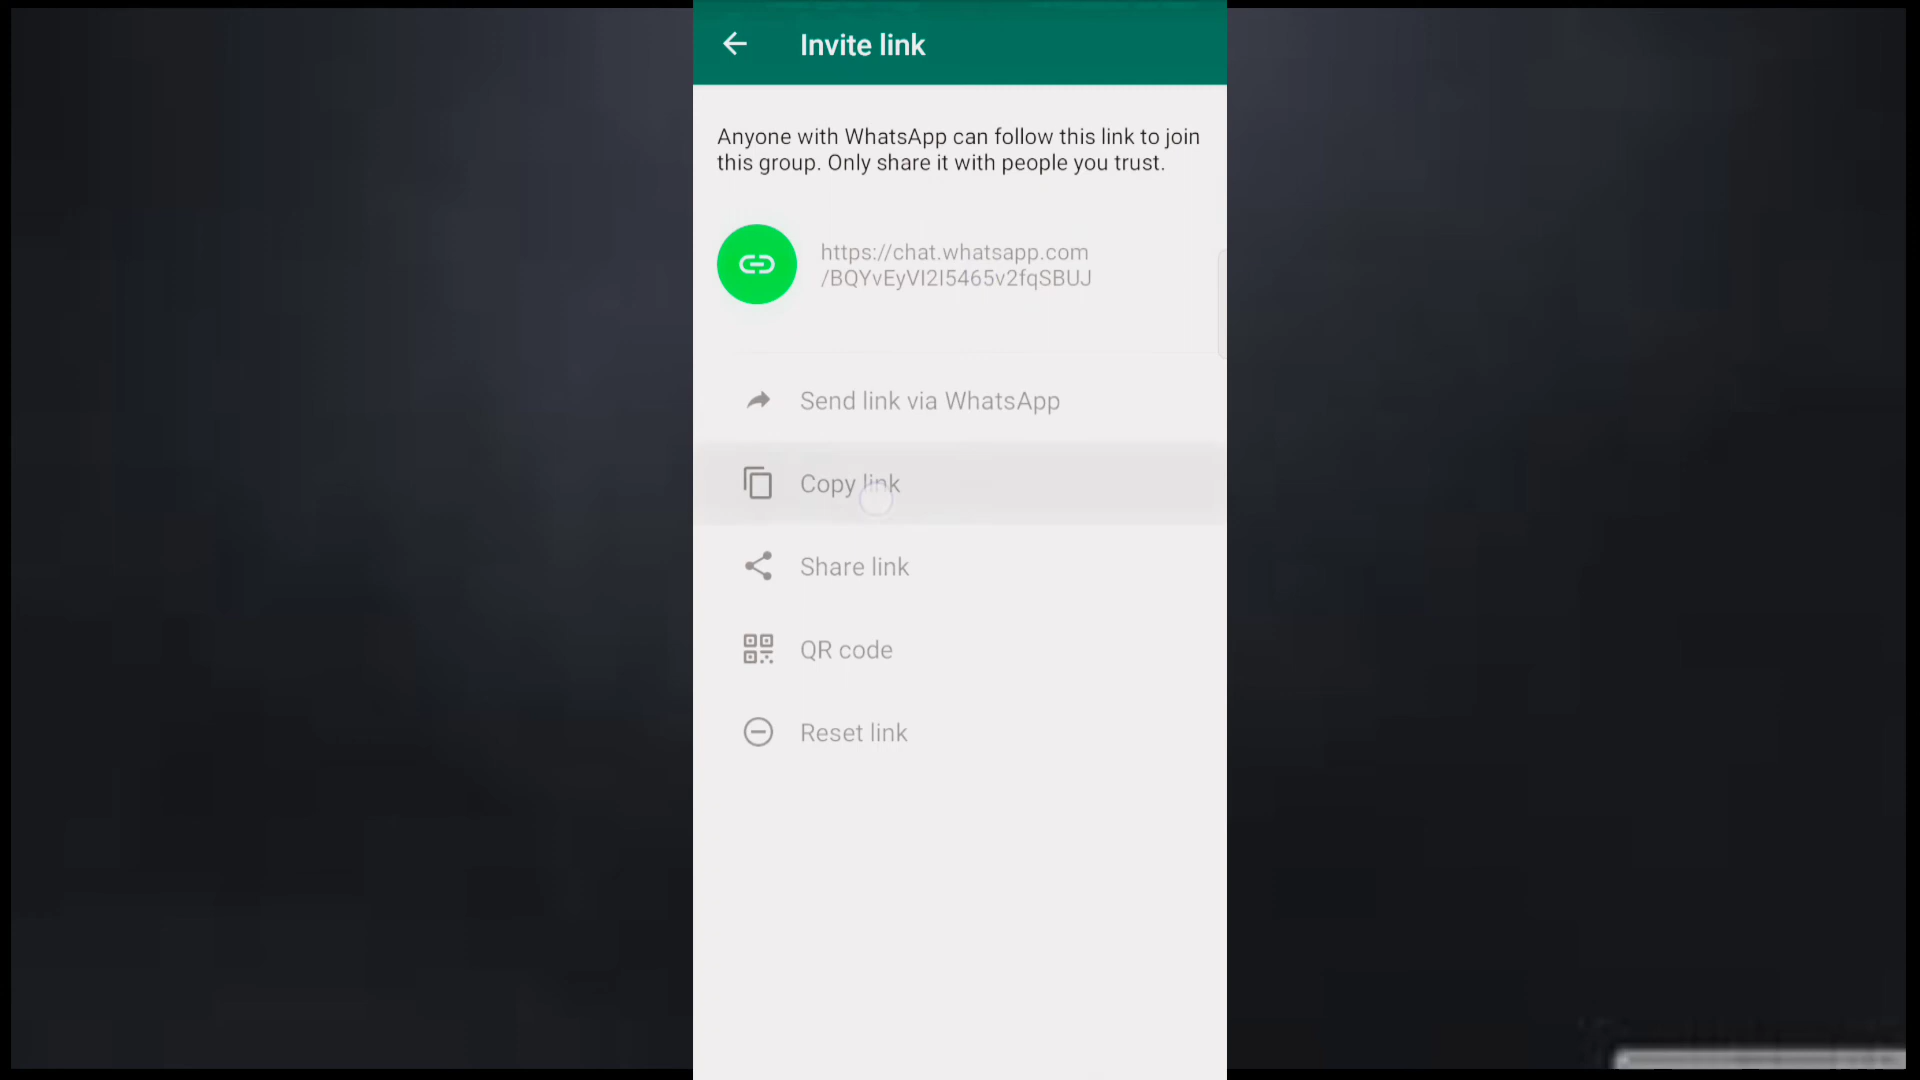 Invite link
Anyone with WhatsApp can follow this link to join
this group. Only share it with people you trust.
https://chat.whatsapp.com
/BQYvEyVI2I5465v2fqSBUJ
Send link via WhatsApp
Copy link
Share link
QR code
Reset link